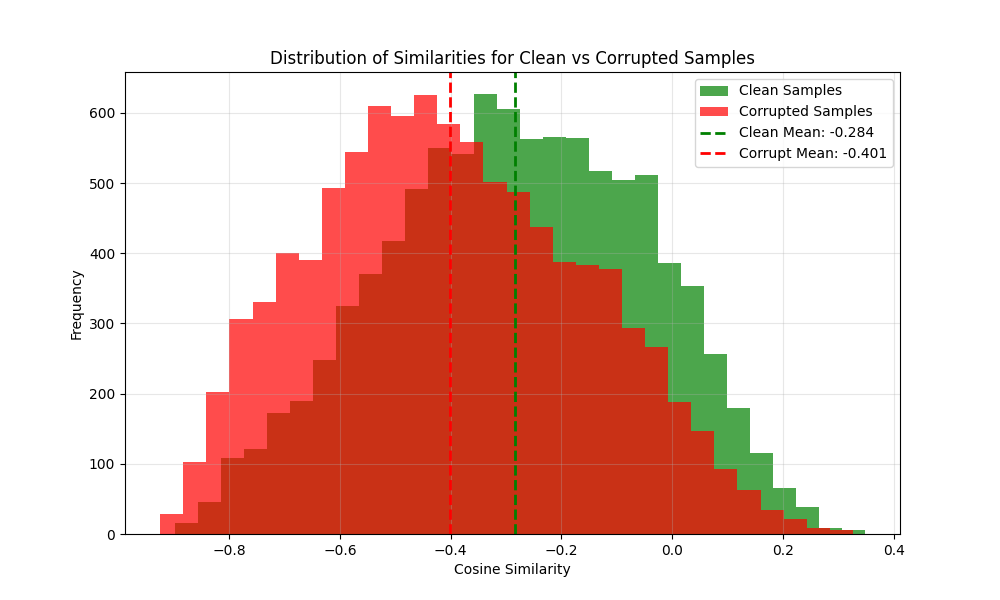 Distribution of Similarities for Clean vs Corrupted Samples
Clean Samples
Corrupted Samples
Clean Mean: -0.284
Corrupt Mean: -0.401
Frequency
600
500
400
300
200
100
0
−0.8 −0.6 −0.4 −0.2 0.0 0.2 0.4
Cosine Similarity